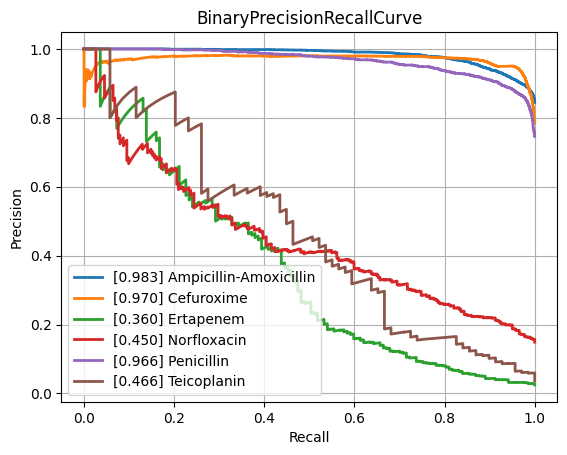 BinaryPrecisionRecallCurve
1.0
0.8
0.6
0.4
0.2
0.0
Precision
[0.983] Ampicillin-Amoxicillin
[0.970] Cefuroxime
[0.360] Ertapenem
[0.450] Norfloxacin
[0.966] Penicillin
[0.466] Teicoplanin
0.0 0.2 0.4 0.6 0.8 1.0
Recall